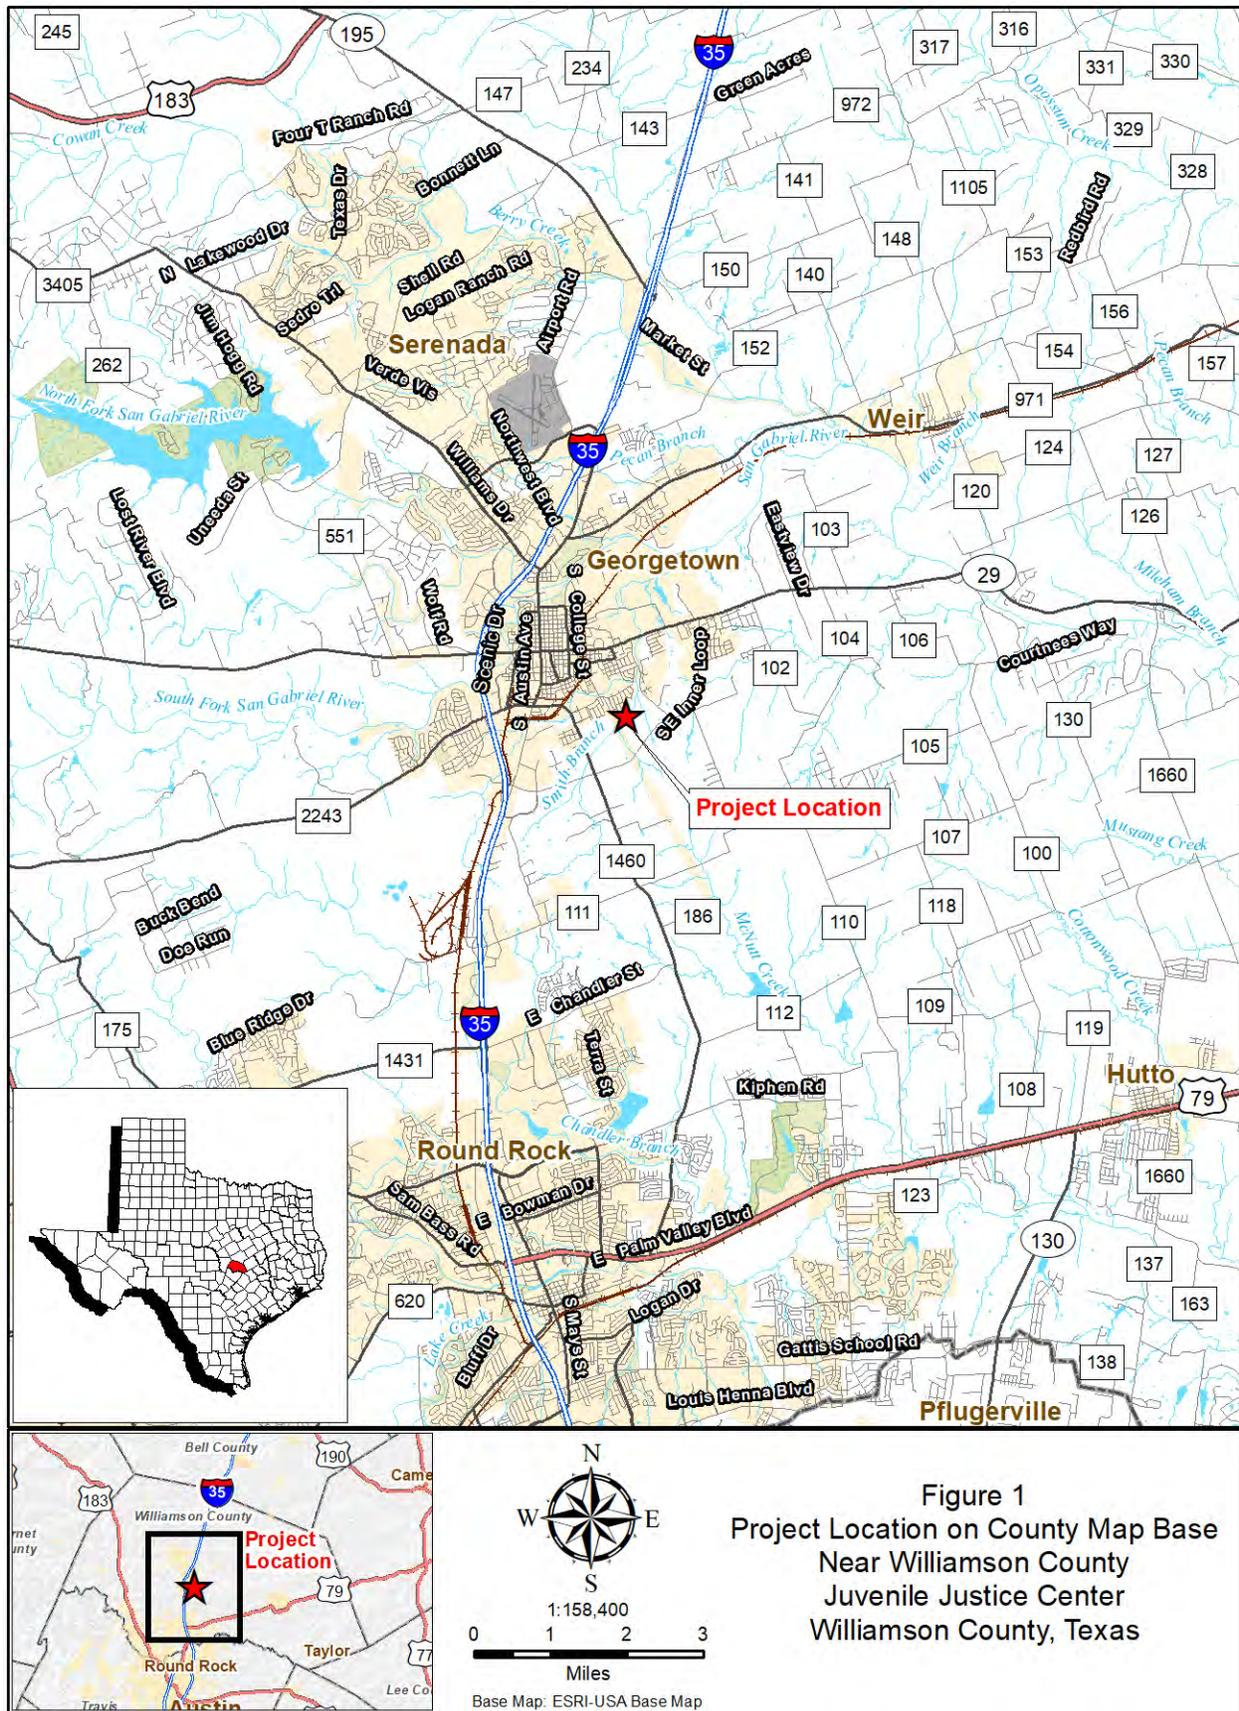 245
195
35
317
316
331
330
234
Green Acres
183
147
972
Opossum Creek
143
329
Cowan Creek
Four T Ranch Rd
Bonnett Ln
Texas Dr
141
1105
328
Redbird Rd
Berry Creek
148
N Lakewood Dr
153
3405
Shell Rd
Logan Ranch Rd
150
140
Airport Rd
Sedro Trl
Jim Hogg Rd
156
Market St
Serenada
152
154
Pecan Branch
157
262
Verde Vis
North Fork San Gabriel River
971
Weir
Northwest Blvd
35
Pecan Branch
San Gabriel River
Weir Branch
124
127
Williams Dr
Uneeda St
120
Lost River Blvd
551
Eastview Dr
103
126
Georgetown
29
Mileham Branch
Wolf Rd
S College St
Scenic Dr
S Austin Ave
104
106
Courtnees Way
SE Inner Loop
102
South Fork San Gabriel River
130
Smith Branch
105
1660
Project Location
2243
107
100
Mustang Creek
1460
Buck Bend
111
186
110
118
Doe Run
McNutt Creek
Cottonwood Creek
E Chandler St
Blue Ridge Dr
175
35
112
109
119
1431
Terra St
Kiphen Rd
108
Hutto
79
Chandler Branch
Round Rock
1660
Sam Bass Rd
E Bowman Dr
123
E Palm Valley Blvd
130
137
620
Logan Dr
163
Lake Creek
Bluff Dr
S Mays St
Gattis School Rd
138
Louis Henna Blvd
Pflugerville
Bell County
190
35
Came
183
Williamson County
rnet
unty
Project
Location
79
Taylor
77
Round Rock
Lee Co
Travis
Austin
N
W
E
S
1:158,400
0 1 2 3
Miles
Base Map: ESRI-USA Base Map
Figure 1
Project Location on County Map Base
Near Williamson County
Juvenile Justice Center
Williamson County, Texas